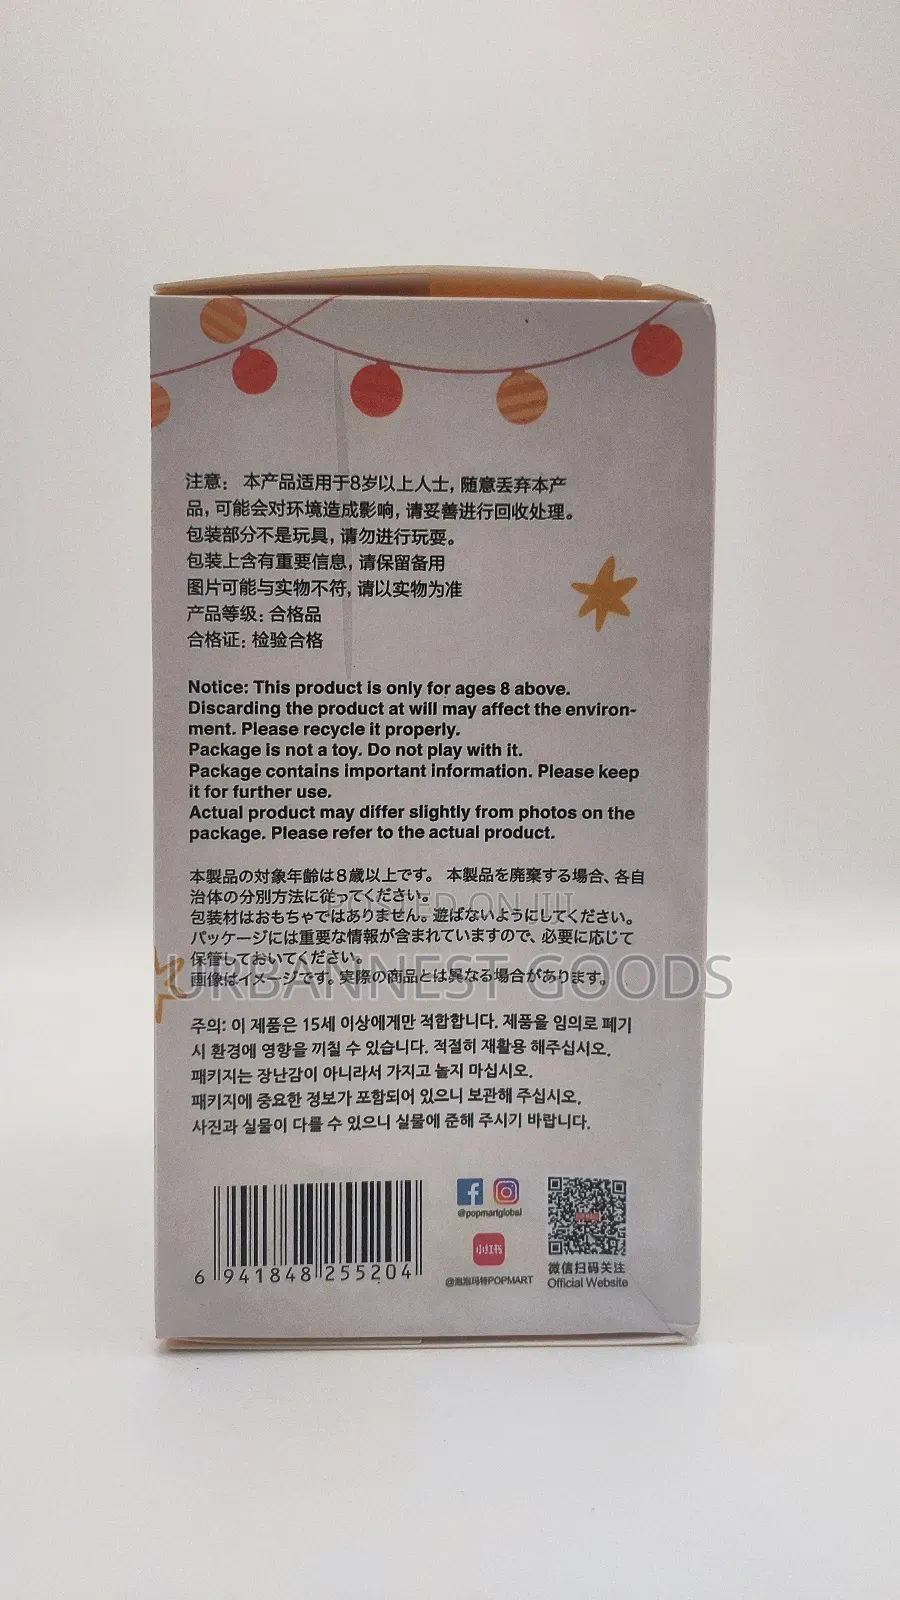 注意： 本产品适用于8岁以上人士，随意丢弃本产
品，可能会对环境造成影响，请妥善进行回收处理。
包装部分不是玩具，请勿进行玩耍。
包装上含有重要信息，请保留备用
图片可能与实物不符，请以实物为准
产品等级：合格品
合格证：检验合格
Notice: This product is only for ages 8 above.
Discarding the product at will may affect the environ-
ment. Please recycle it properly.
Package is not a toy. Do not play with it.
Package contains important information. Please keep
it for further use.
Actual product may differ slightly from photos on the
package. Please refer to the actual product.
本製品の対象年齢は8歳以上です。 本製品を廃棄する場合、各自
治体の分別方法に従ってください。
POSTED ON JIJI
包装材はおもちゃではありません。遊ばないようにしてください。
パッケージには重要な情報が含まれていますので、必要に応じて
保管しておいてください。
URBANNEST GOODS
画像はイメージです。実際の商品とは異なる場合があります。
주의: 이 제품은 15세 이상에게만 적합합니다. 제품을 임의로 폐기
시 환경에 영향을 끼칠 수 있습니다. 적절히 재활용 해주십시오.
패키지는 장난감이 아니라서 가지고 놀지 마십시오.
패키지에 중요한 정보가 포함되어 있으니 보관해 주십시오.
사진과 실물이 다를 수 있으니 실물에 준해 주시기 바랍니다.
@popmartglobal
小红书
@泡泡玛特POPMART
微信扫码关注
Official Website
6 941848 255204